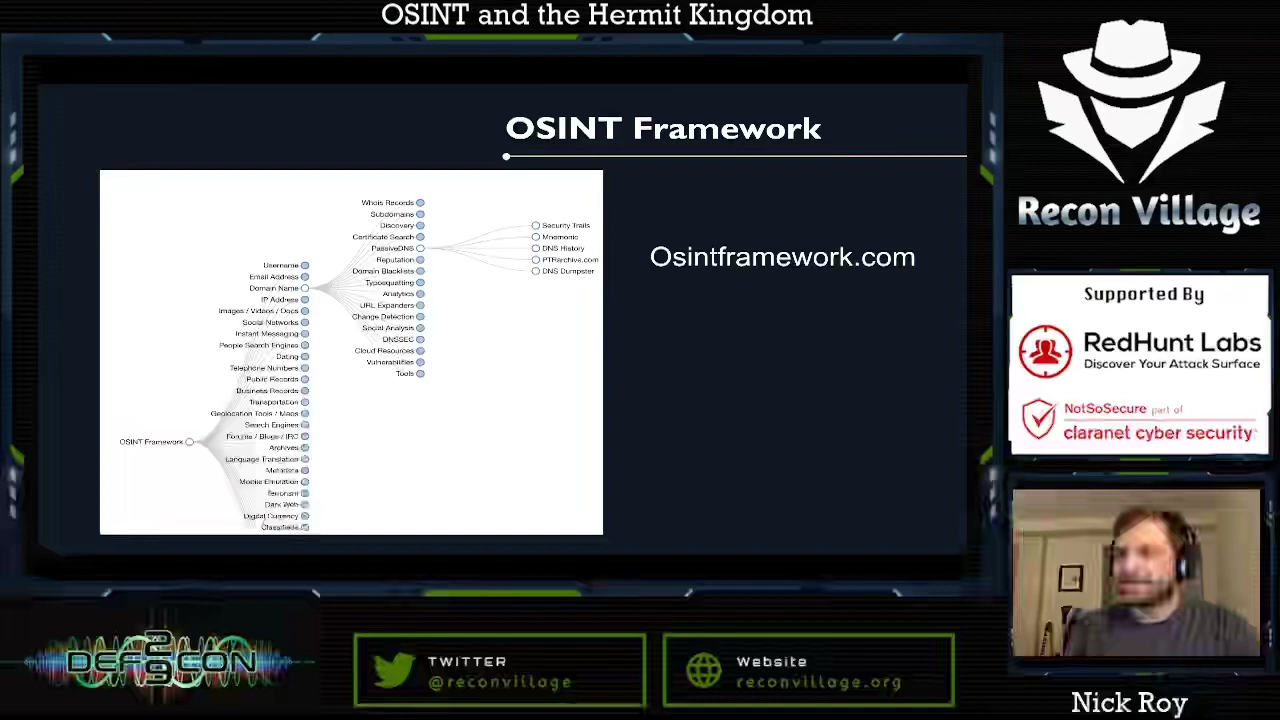 OSINT and the Hermit Kingdom
OSINT Framework
Osintframework.com
Whois Records
Subdomains
Discovery
Certificate Search
PassiveDNS
Reputation
Domain Blacklists
Typosquatting
Analytics
URL Expanders
Change Detection
Social Analysis
DNSSEC
Cloud Resources
Vulnerabilities
Tools
Security Trails
Mnemonic
DNS History
PTRarchive.com
DNS Dumpster
Username
Email Address
Domain Name
IP Address
Images / Videos / Docs
Social Networks
Instant Messaging
People Search Engines
Dating
Telephone Numbers
Public Records
Business Records
Transportation
Geolocation Tools / Maps
Search Engines
Forums / Blogs / IRC
Archives
Language Translation
Metadata
Mobile Emulation
Terrorism
Dark Web
Digital Currency
Classifieds
OSINT Framework
Recon Village
Supported By
RedHunt Labs
Discover Your Attack Surface
NotSoSecure part of
claranet cyber security
DEFCON
29
TWITTER
@reconvillage
Website
reconvillage.org
Nick Roy